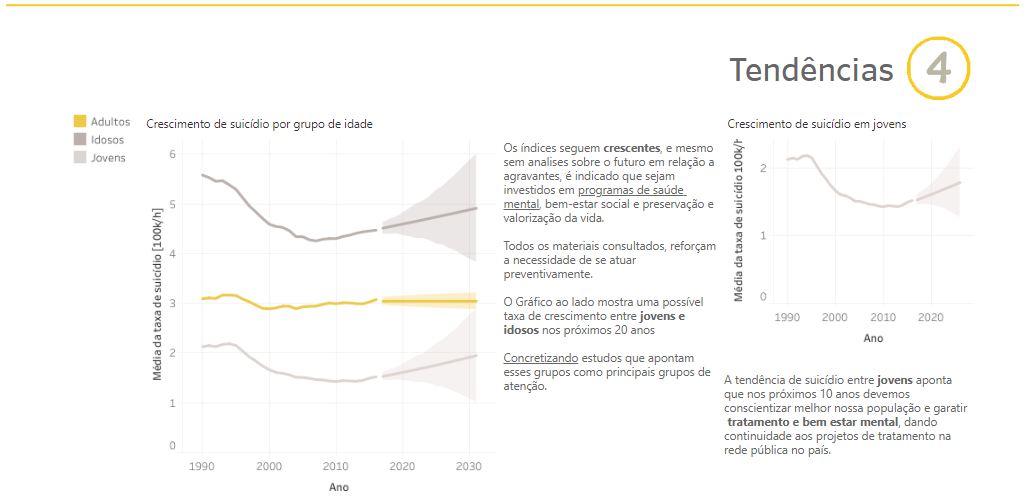 Tendências 4
Adultos
Idosos
Jovens
Crescimento de suicídio por grupo de idade
Média da taxa de suicídio [100k/h]
6
5
4
3
2
1
0
1990 2000 2010 2020 2030
Ano
Os índices seguem crescentes, e mesmo
sem analises sobre o futuro em relação a
agravantes, é indicado que sejam
investidos em programas de saúde
mental, bem-estar social e preservação e
valorização da vida.
Todos os materiais consultados, reforçam
a necessidade de se atuar
preventivamente.
O Gráfico ao lado mostra uma possível
taxa de crescimento entre jovens e
idosos nos próximos 20 anos
Concretizando estudos que apontam
esses grupos como principais grupos de
atenção.
Crescimento de suicídio em jovens
Média da taxa de suicídio 100k/h
2
1
0
1990 2000 2010 2020
Ano
A tendência de suicídio entre jovens aponta
que nos próximos 10 anos devemos
conscientizar melhor nossa população e garatir
tratamento e bem estar mental, dando
continuidade aos projetos de tratamento na
rede pública no país.